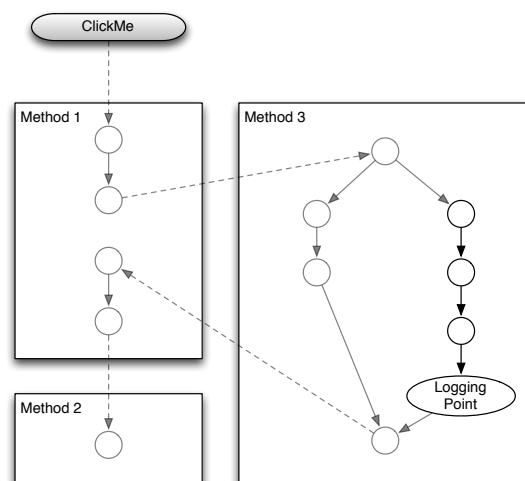 ClickMe
Method 1
Method 3
Logging
Point
Method 2